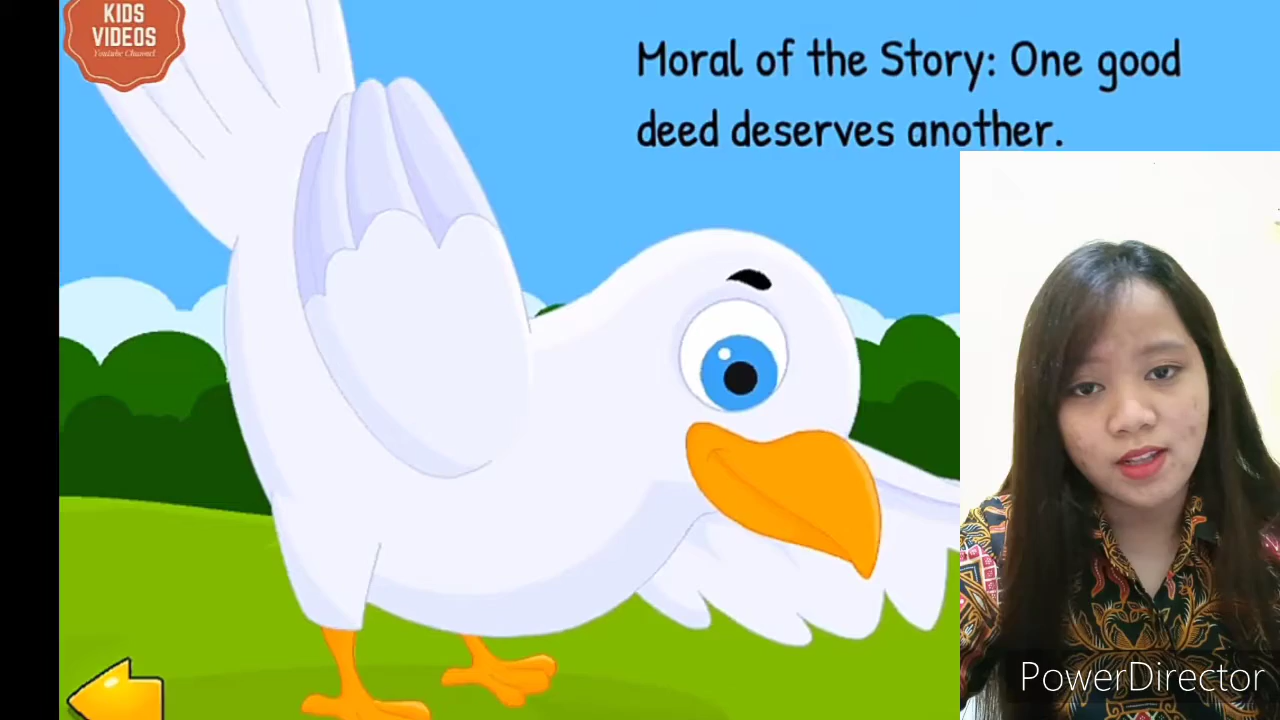 KIDS
VIDEOS
Youtube Channel
Moral of the Story: One good
deed deserves another.
PowerDirector